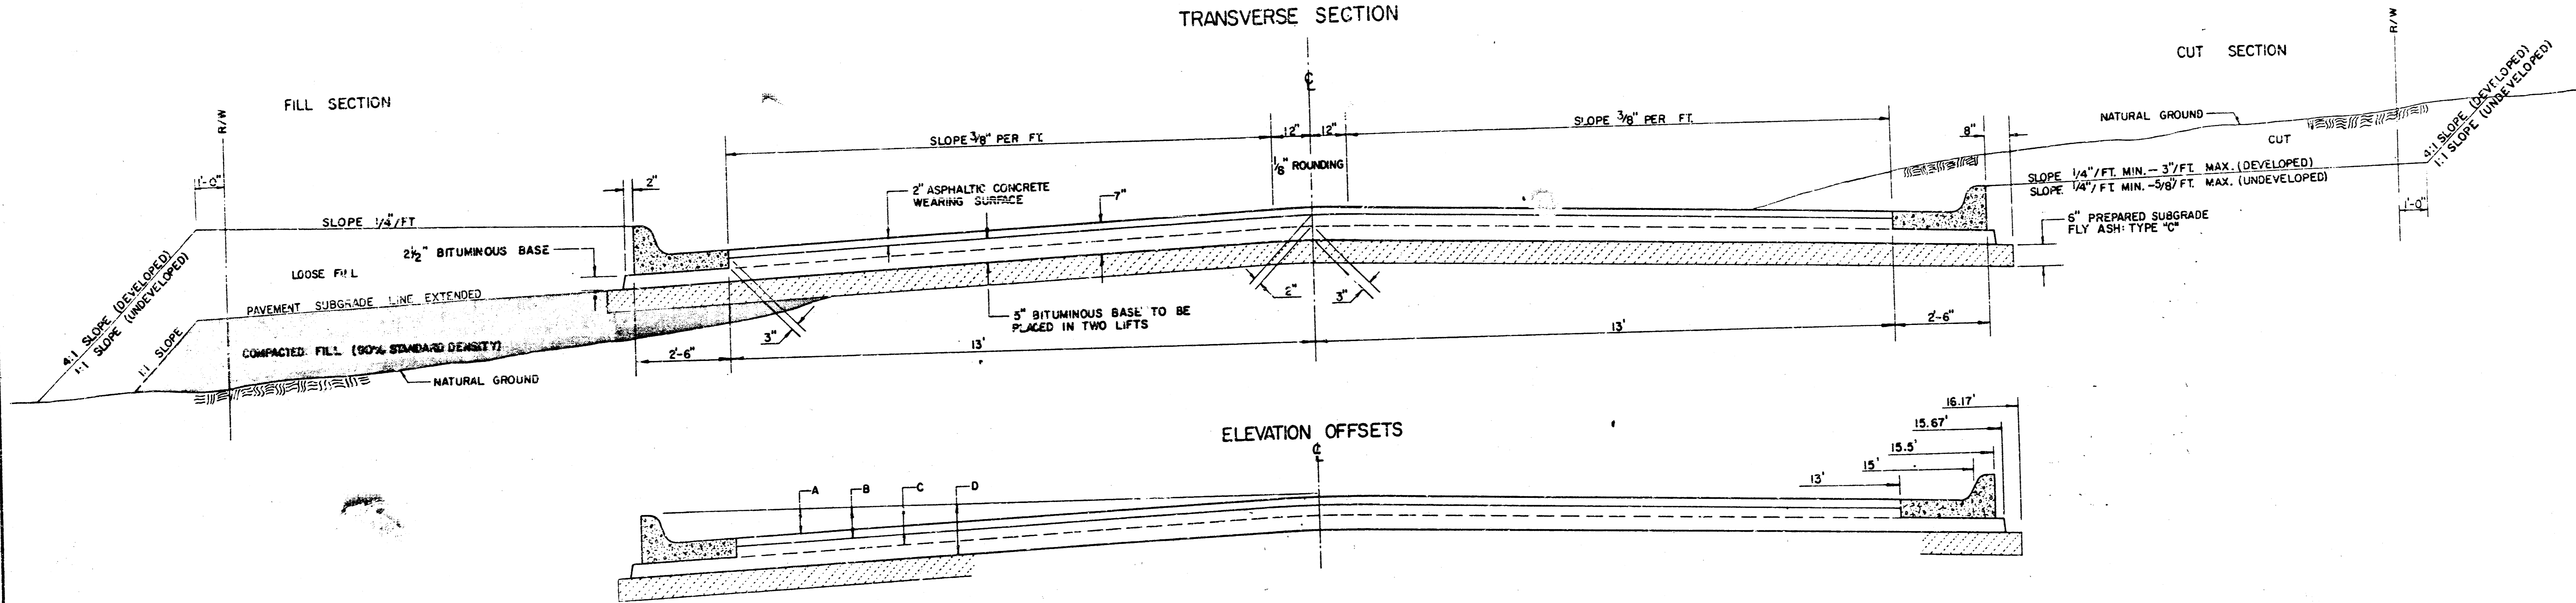 TRANSVERSE SECTION
FILL SECTION
CUT SECTION
R/W
R/W
℄
4:1 SLOPE (DEVELOPED)
1:1 SLOPE (UNDEVELOPED)
NATURAL GROUND
CUT
SLOPE 3/8" PER FT.
12"
12"
SLOPE 3/8" PER FT.
8"
1/8" ROUNDING
1'-0"
2"
2" ASPHALTIC CONCRETE
WEARING SURFACE
7"
SLOPE 1/4"/FT. MIN. - 3"/FT. MAX. (DEVELOPED)
SLOPE 1/4"/FT MIN. -5/8"/FT. MAX. (UNDEVELOPED)
1'-0"
SLOPE 1/4"/FT
2½" BITUMINOUS BASE
6" PREPARED SUBGRADE
FLY ASH: TYPE "C"
LOOSE FILL
4:1 SLOPE (DEVELOPED)
1:1 SLOPE (UNDEVELOPED)
PAVEMENT SUBGRADE LINE EXTENDED
1:1 SLOPE
COMPACTED FILL (90% STANDARD DENSITY)
NATURAL GROUND
2"
3"
5" BITUMINOUS BASE TO BE
PLACED IN TWO LIFTS
3"
2'-6"
13'
13'
2'-6"
ELEVATION OFFSETS
℄
16.17'
15.67'
15.5'
15'
13'
A
B
C
D